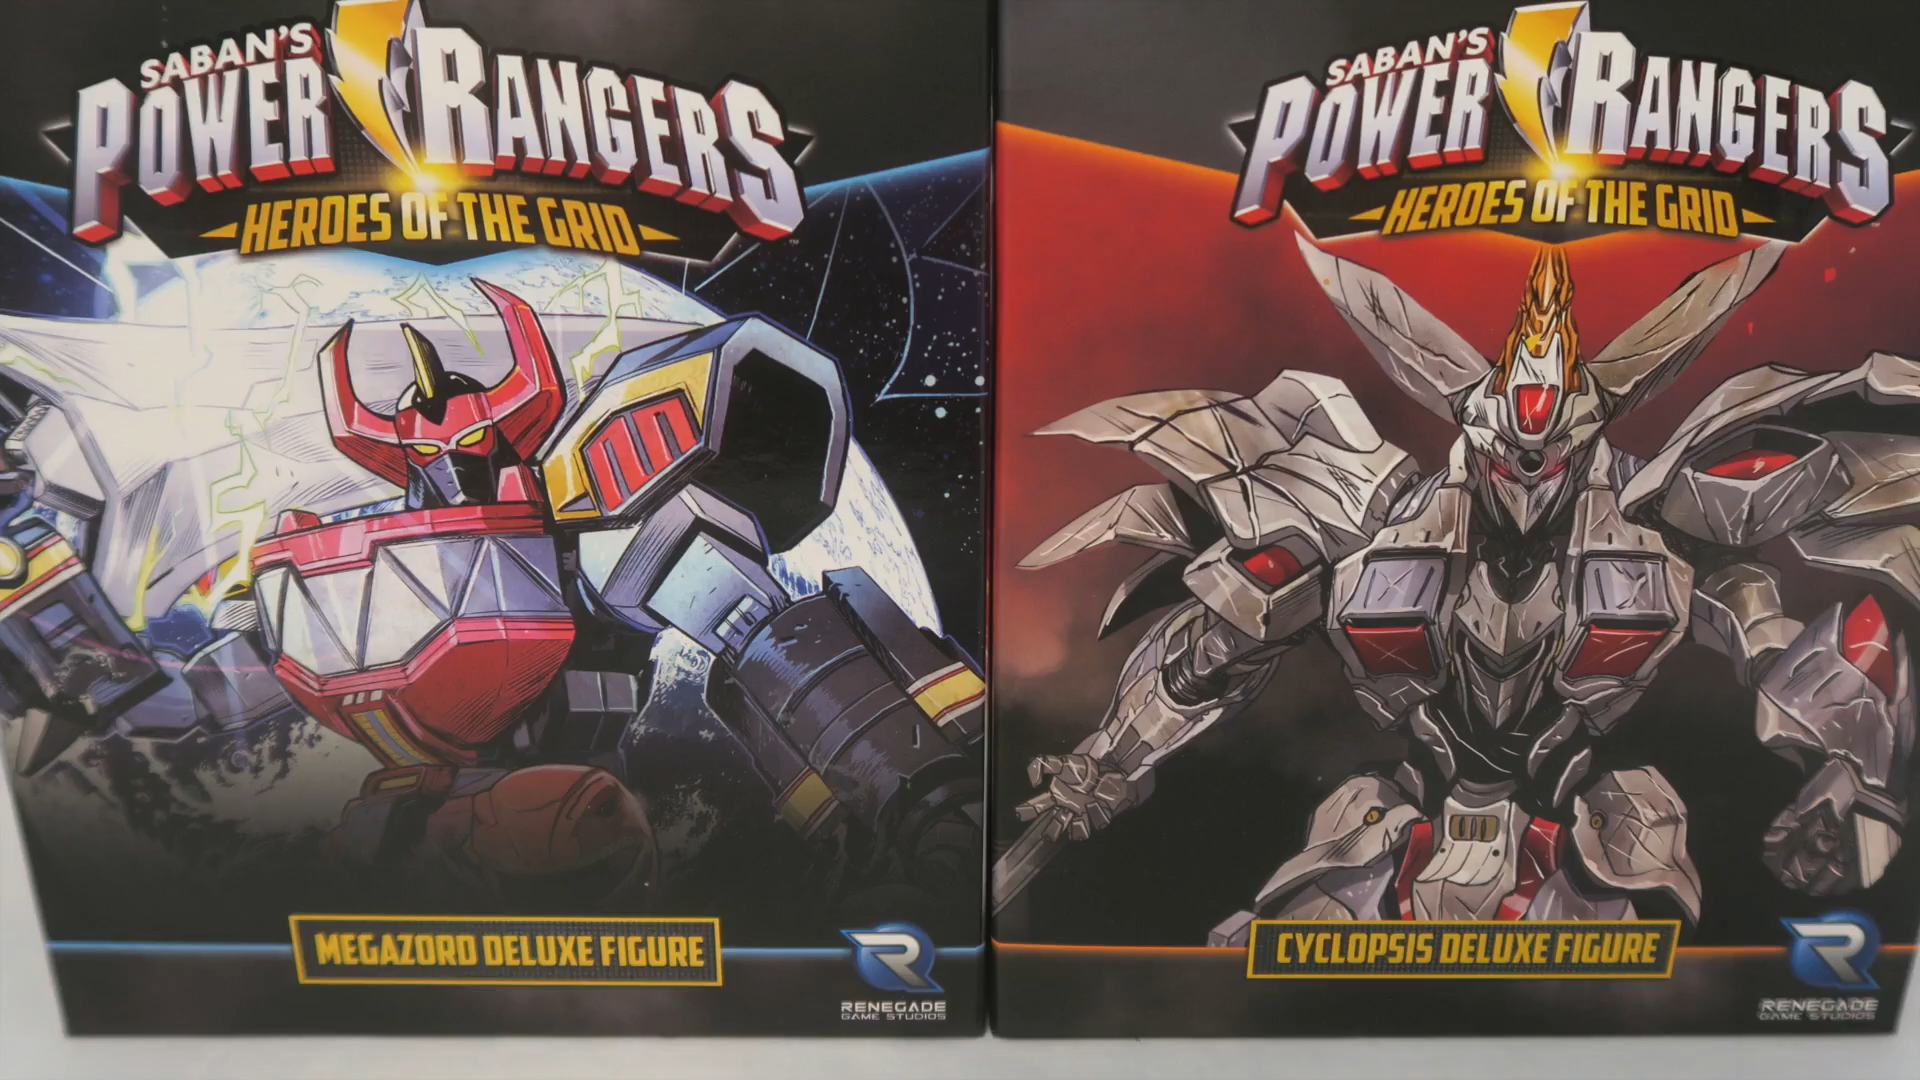 SABAN'S
POWER RANGERS
HEROES OF THE GRID
MEGAZORD DELUXE FIGURE
RENEGADE
GAME STUDIOS
SABAN'S
POWER RANGERS
HEROES OF THE GRID
CYCLOPSIS DELUXE FIGURE
RENEGADE
GAME STUDIOS